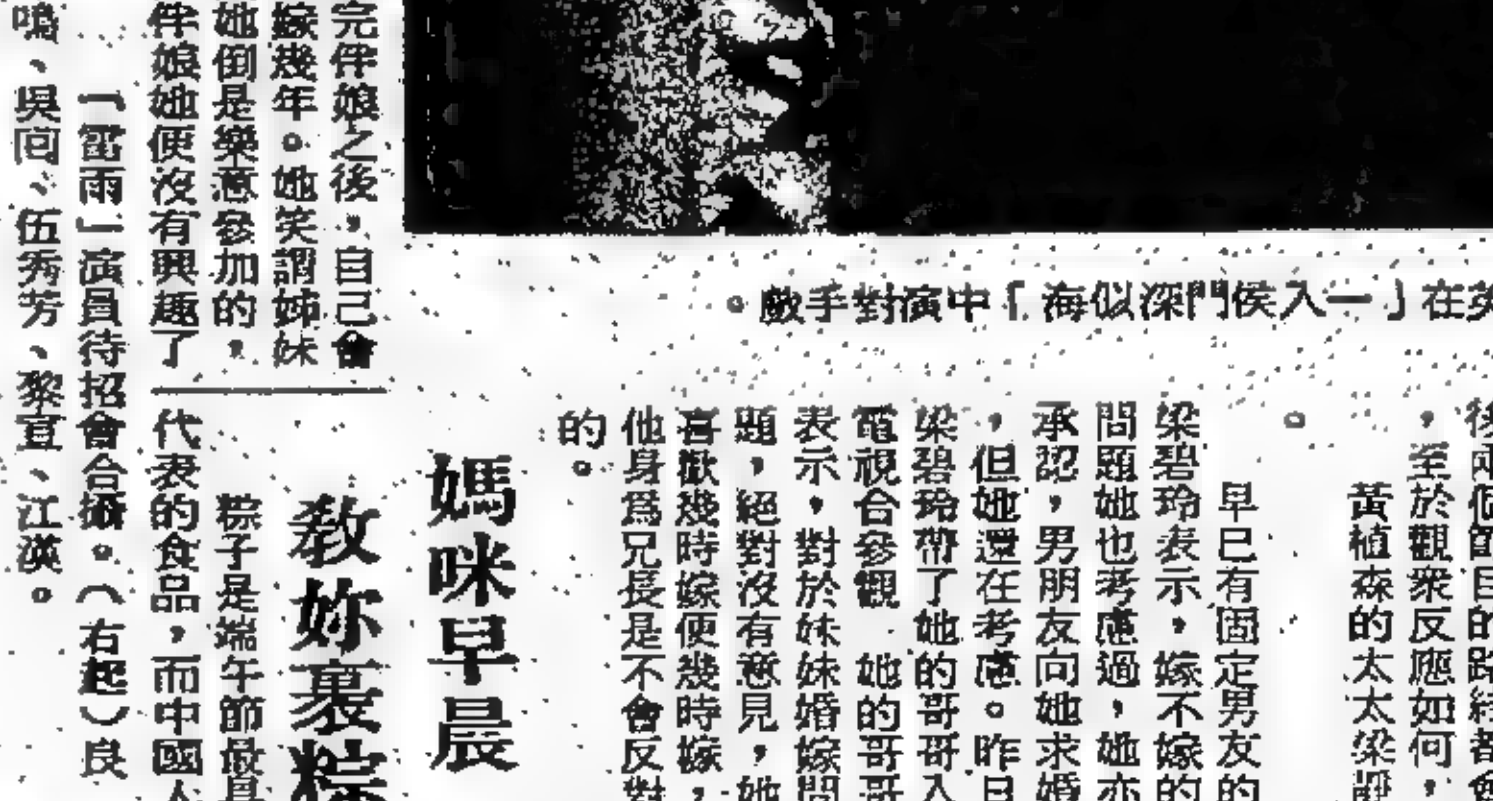 英在「一入侯門深似海」中演對手戲。
後兩個節目的
，至於觀衆反應如何，
黃植森的太太梁
。
早已有固定男友的
梁碧玲表示，嫁不嫁的
問題她也考慮過，她亦
承認，男朋友向她求婚
，但她還在考慮。昨日
梁碧玲帶了她的哥哥入
電視合參觀 她的哥哥
表示，對於妹妹婚嫁問
題，絕對沒有意見，她
喜歡幾時嫁便幾時嫁，
他身爲兄長是不會反對
的。
媽咪早晨
教妳裹粽
粽子是端午節最具
代表的食品，而中國人
完伴娘之後，自己會
嫁幾年。她笑謂姊妹
她倒是樂意參加的，
伴娘她便沒有興趣了
「雷雨」演員待招會合攝。（右起）良
鳴、吳回、伍秀芳、黎宣、江漢。